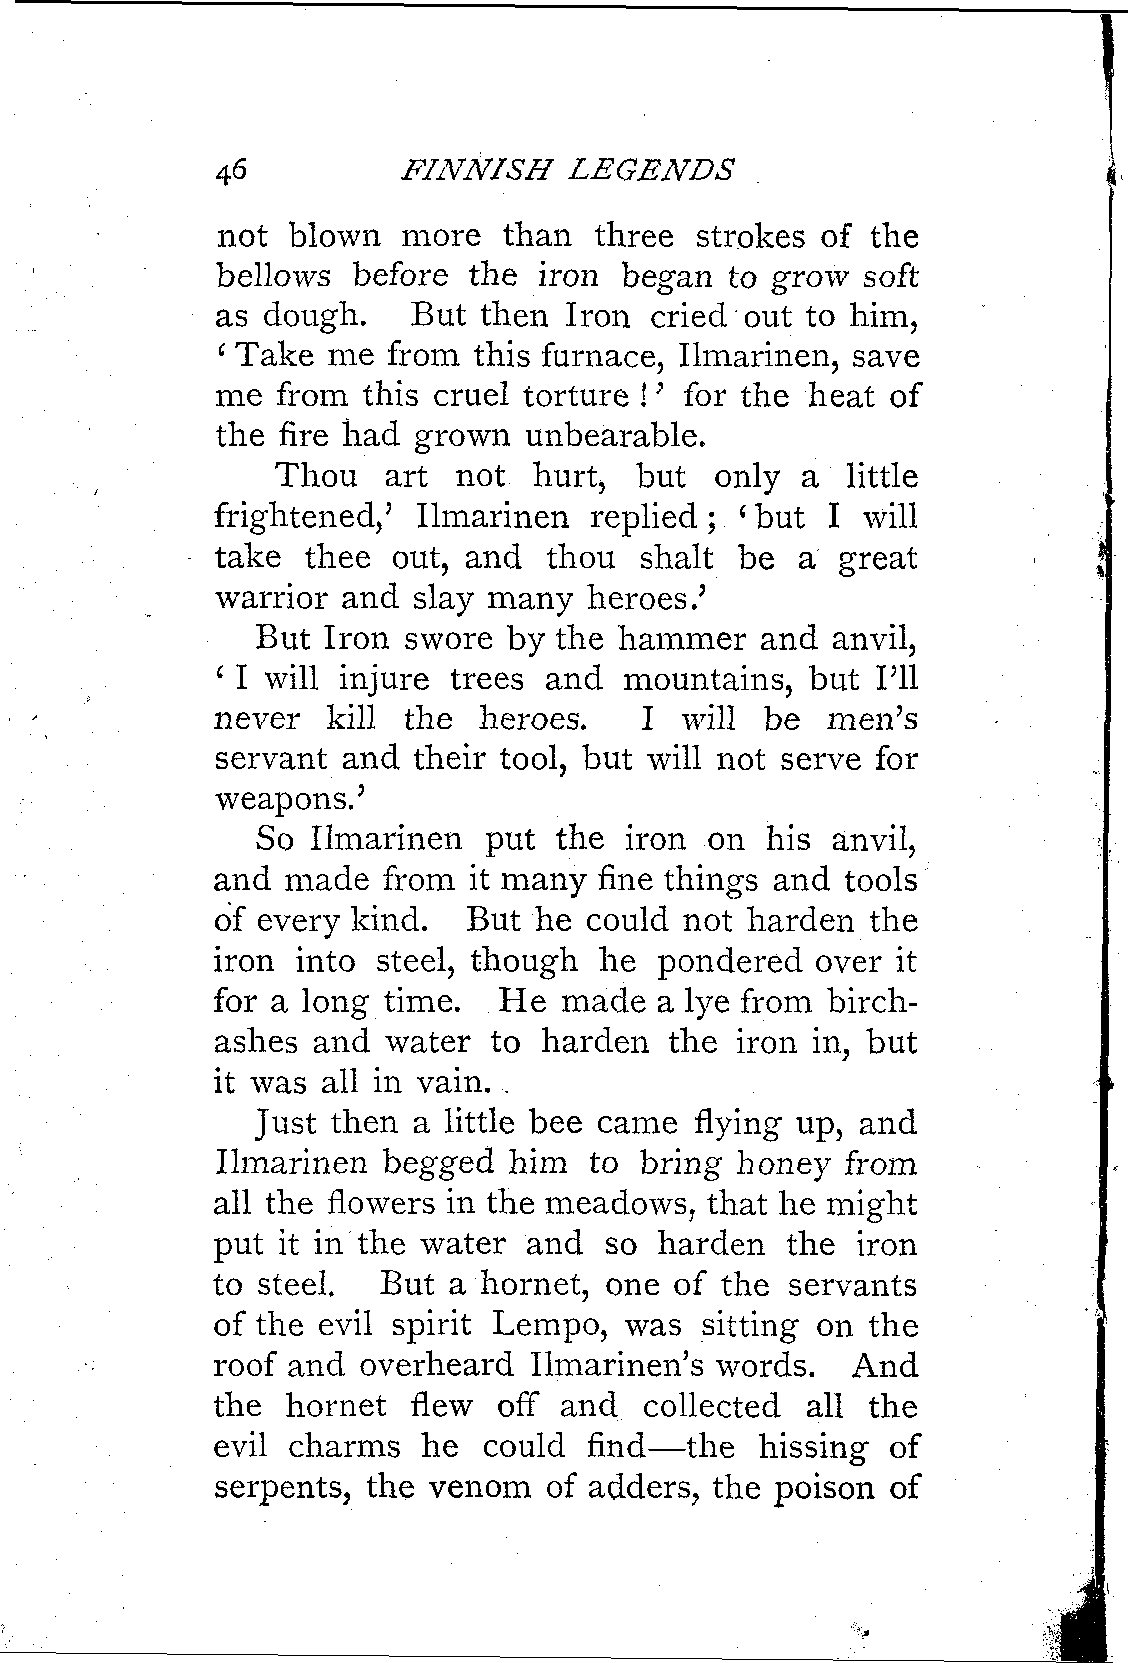 46 FINNISH LEGENDS
not blown more than three strokes of the
bellows before the iron began to grow soft
as dough. But then Iron cried out to him,
‘Take me from this furnace, Ilmarinen, save
me from this cruel torture!’ for the heat of
the fire had grown unbearable.
Thou art not hurt, but only a little
frightened,’ Ilmarinen replied; ‘but I will
take thee out, and thou shalt be a great
warrior and slay many heroes.’
But Iron swore by the hammer and anvil,
‘I will injure trees and mountains, but I’ll
never kill the heroes. I will be men’s
servant and their tool, but will not serve for
weapons.’
So Ilmarinen put the iron on his anvil,
and made from it many fine things and tools
of every kind. But he could not harden the
iron into steel, though he pondered over it
for a long time. He made a lye from birch-
ashes and water to harden the iron in, but
it was all in vain.
Just then a little bee came flying up, and
Ilmarinen begged him to bring honey from
all the flowers in the meadows, that he might
put it in the water and so harden the iron
to steel. But a hornet, one of the servants
of the evil spirit Lempo, was sitting on the
roof and overheard Ilmarinen’s words. And
the hornet flew off and collected all the
evil charms he could find—the hissing of
serpents, the venom of adders, the poison of